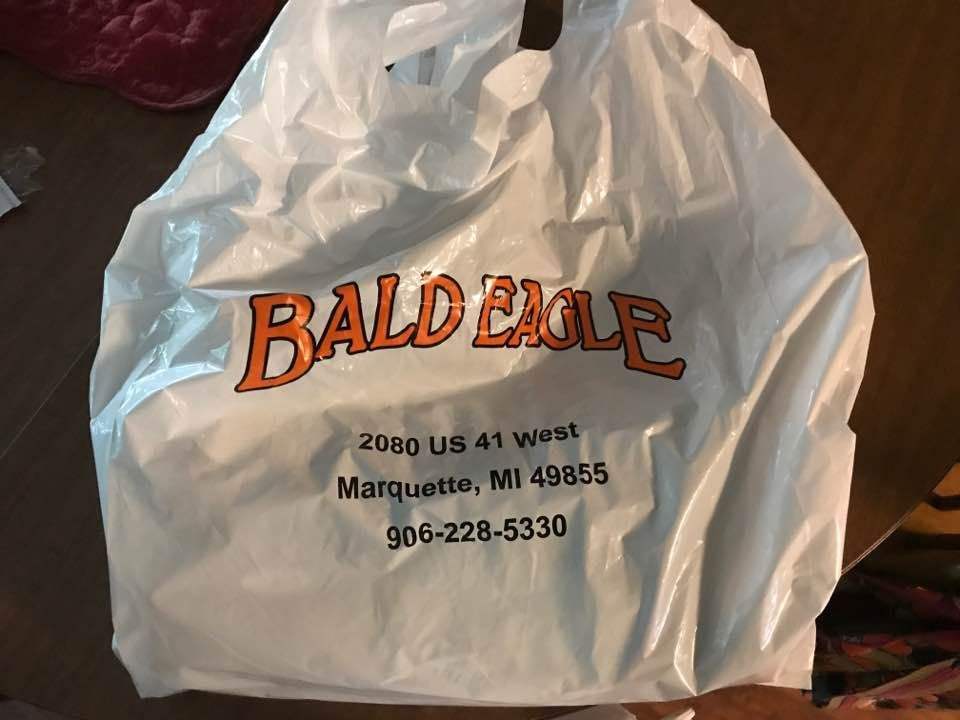 BALD EAGLE
2080 US 41 West
Marquette, MI 49855
906-228-5330